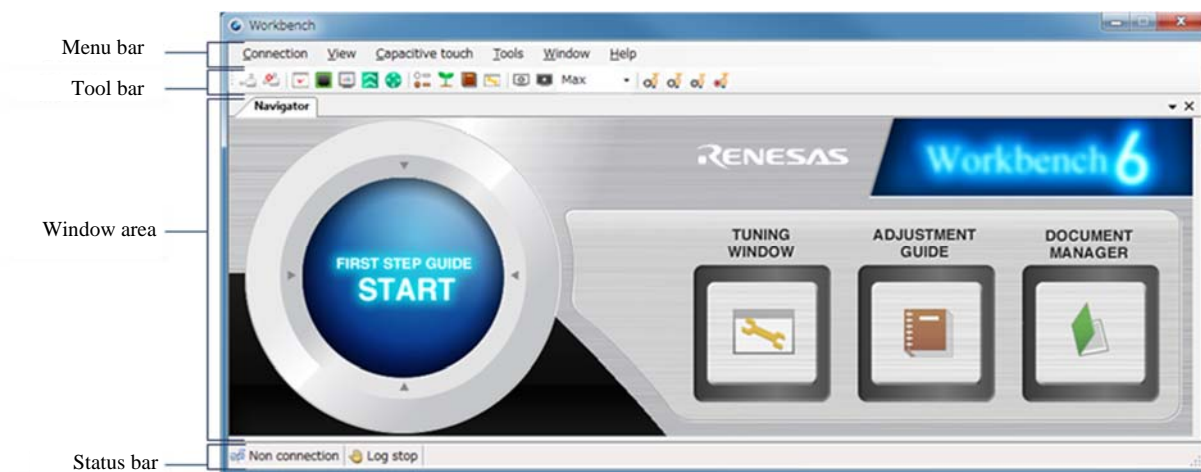 Workbench
Menu bar
Connection View Capacitive touch Tools Window Help
Tool bar
Max
Navigator
RENESAS
Workbench 6
Window area
FIRST STEP GUIDE
START
TUNING
WINDOW
ADJUSTMENT
GUIDE
DOCUMENT
MANAGER
Status bar
Non connection Log stop